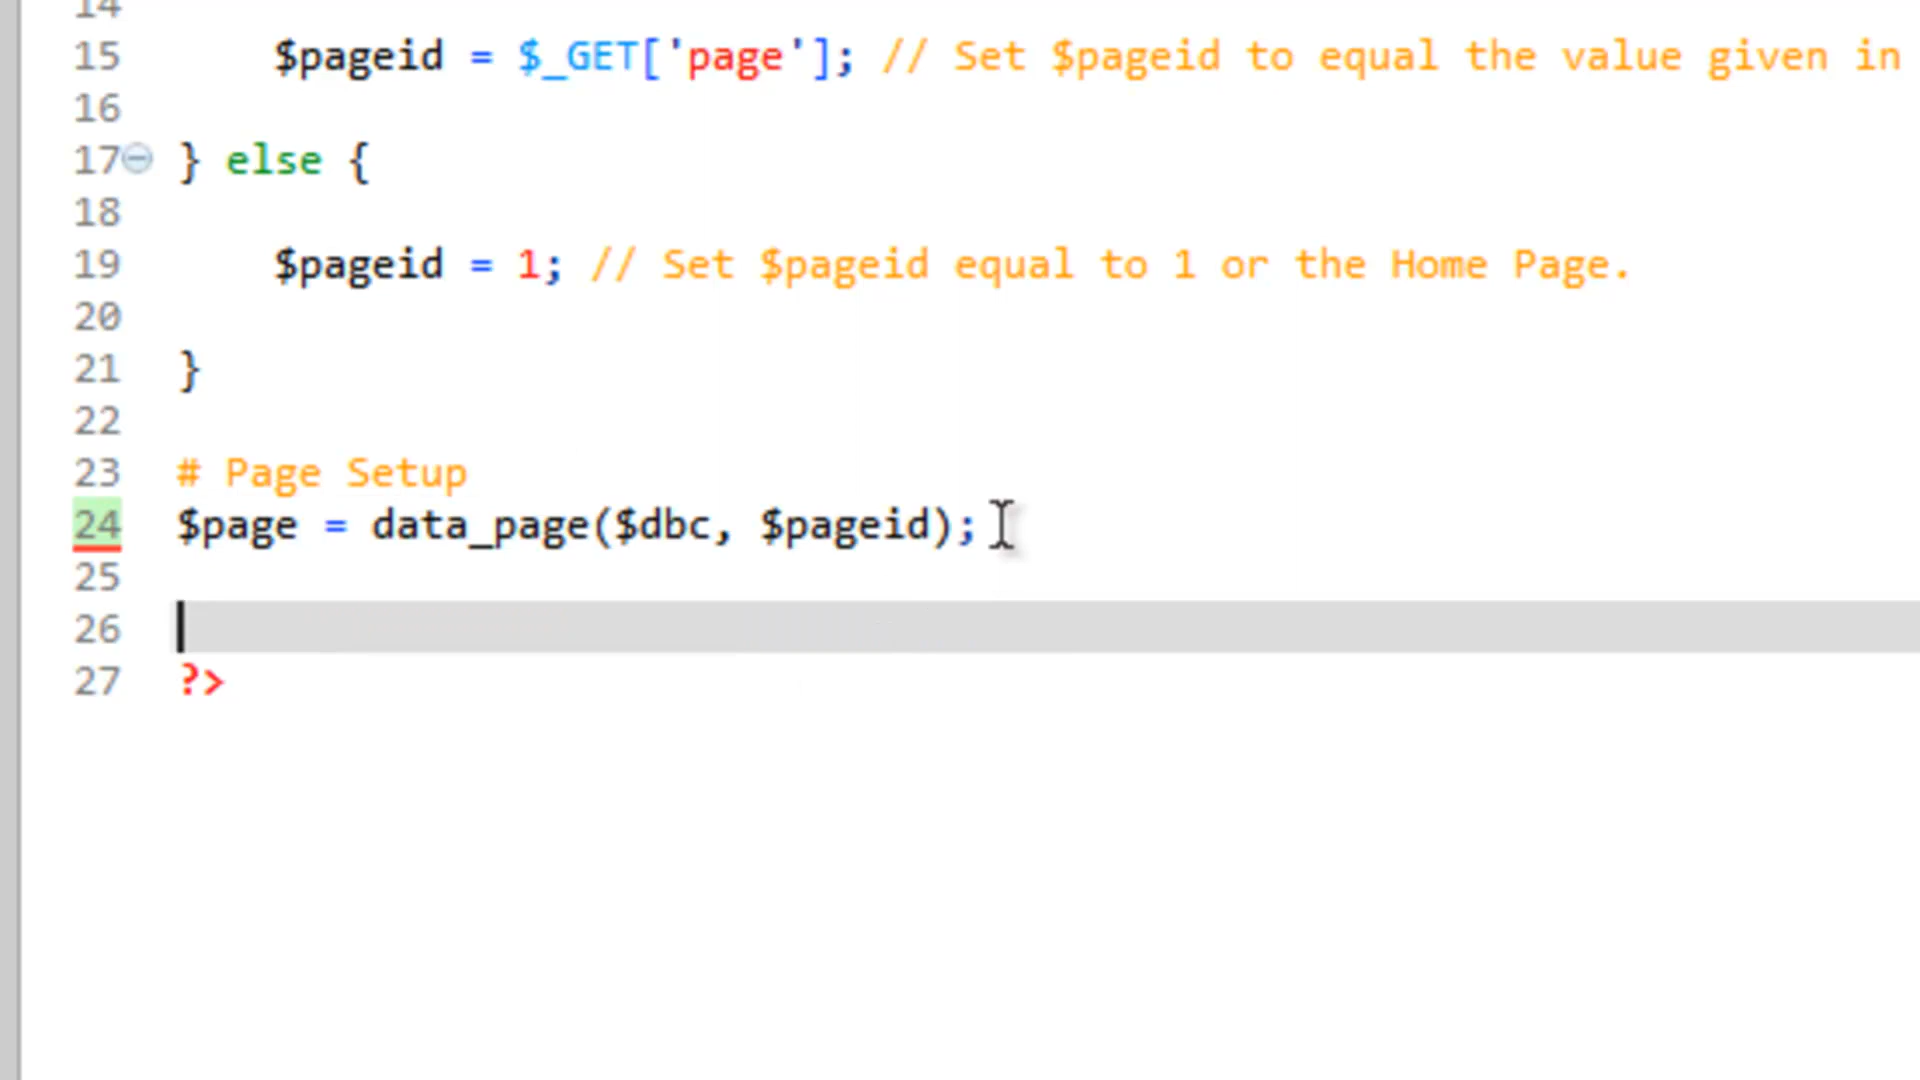 14
15 $pageid = $_GET['page']; // Set $pageid to equal the value given in
16
17 } else {
18
19 $pageid = 1; // Set $pageid equal to 1 or the Home Page.
20
21 }
22
23 # Page Setup
24 $page = data_page($dbc, $pageid);
25
26
27 ?>